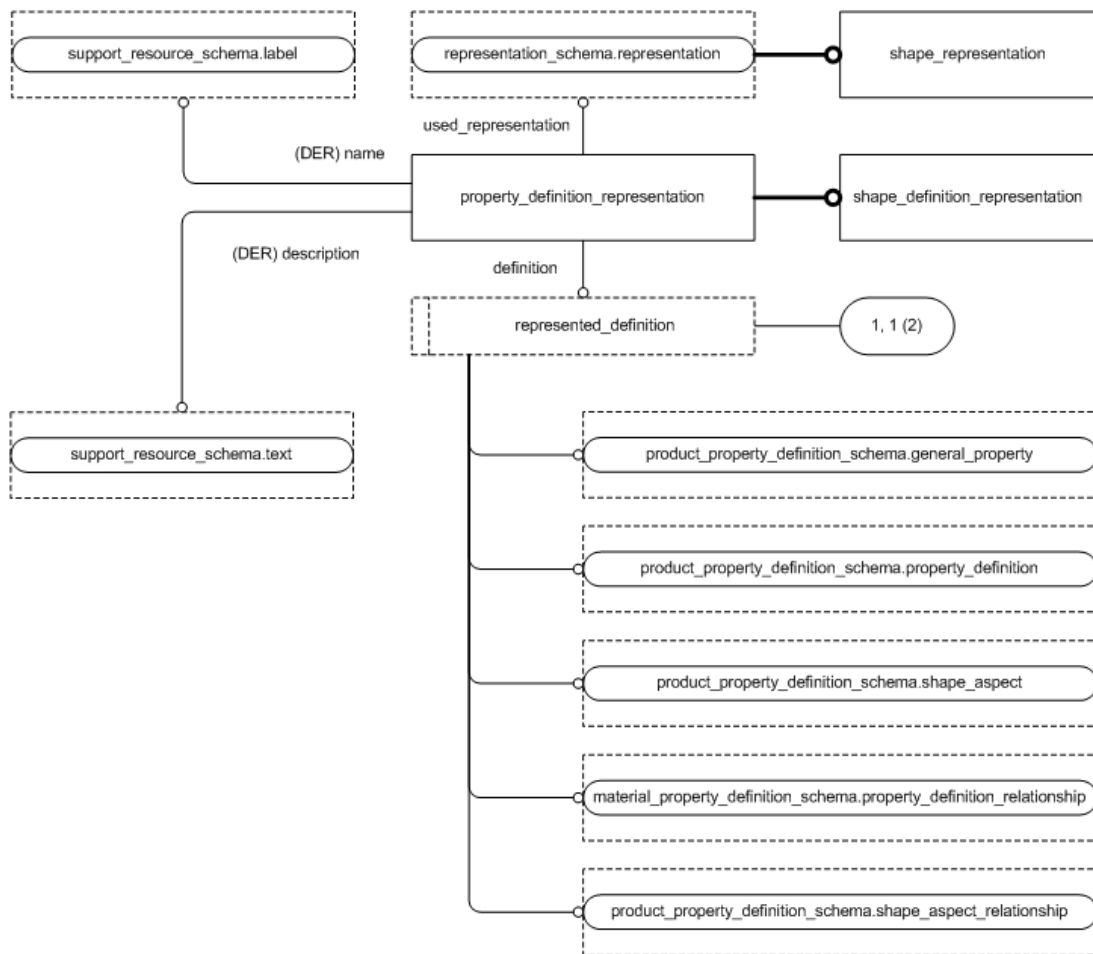 support_resource_schema.label
representation_schema.representation
shape_representation
used_representation
(DER) name
property_definition_representation
shape_definition_representation
(DER) description
definition
represented_definition
1, 1 (2)
product_property_definition_schema.general_property
support_resource_schema.text
product_property_definition_schema.property_definition
product_property_definition_schema.shape_aspect
material_property_definition_schema.property_definition_relationship
product_property_definition_schema.shape_aspect_relationship